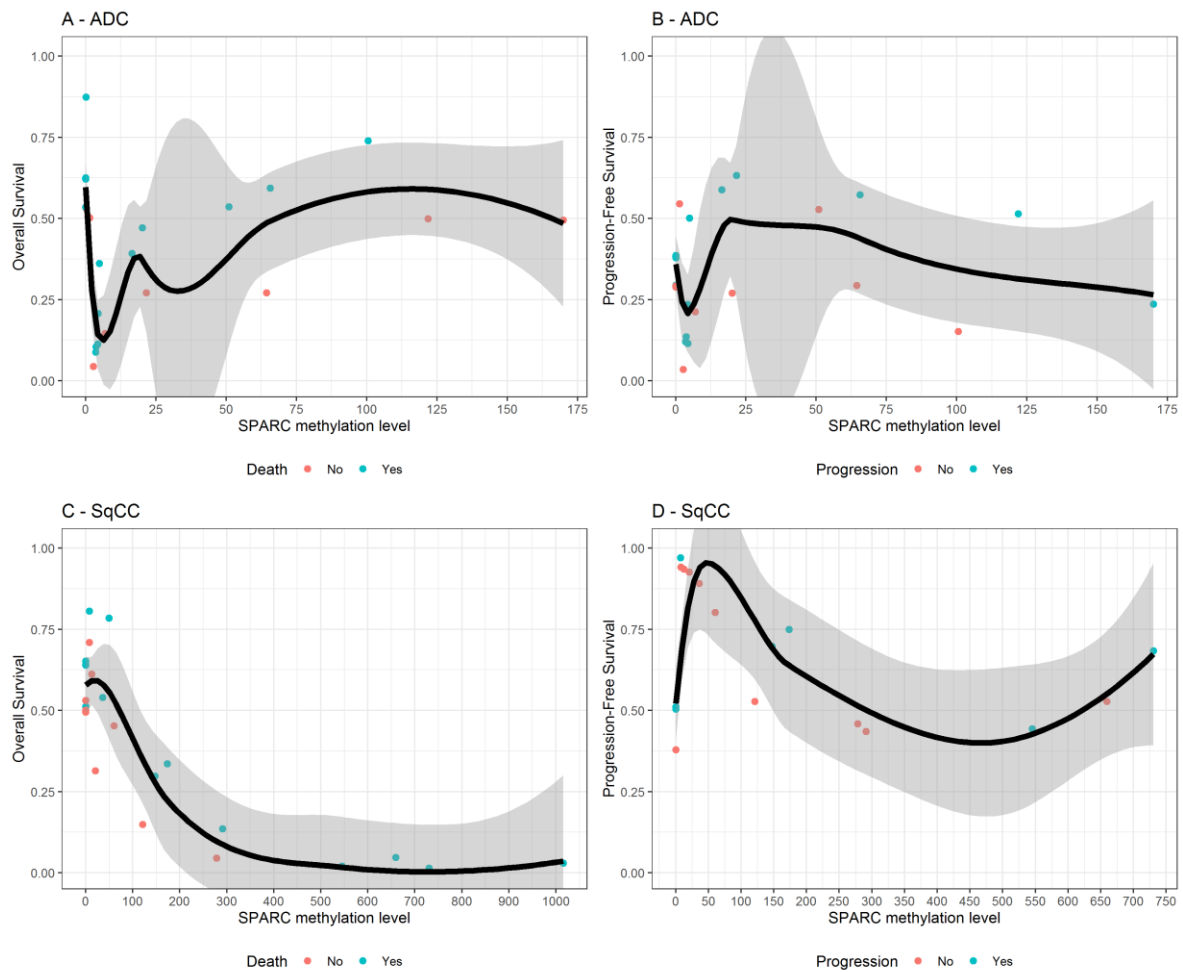 A - ADC
Overall Survival
1.00
0.75
0.50
0.25
0.00
0 25 50 75 100 125 150 175
SPARC methylation level
Death No Yes
B - ADC
Progression-Free Survival
1.00
0.75
0.50
0.25
0.00
0 25 50 75 100 125 150 175
SPARC methylation level
Progression No Yes
C - SqCC
Overall Survival
1.00
0.75
0.50
0.25
0.00
0 100 200 300 400 500 600 700 800 900 1000
SPARC methylation level
Death No Yes
D - SqCC
Progression-Free Survival
1.00
0.75
0.50
0.25
0.00
0 50 100 150 200 250 300 350 400 450 500 550 600 650 700 750
SPARC methylation level
Progression No Yes